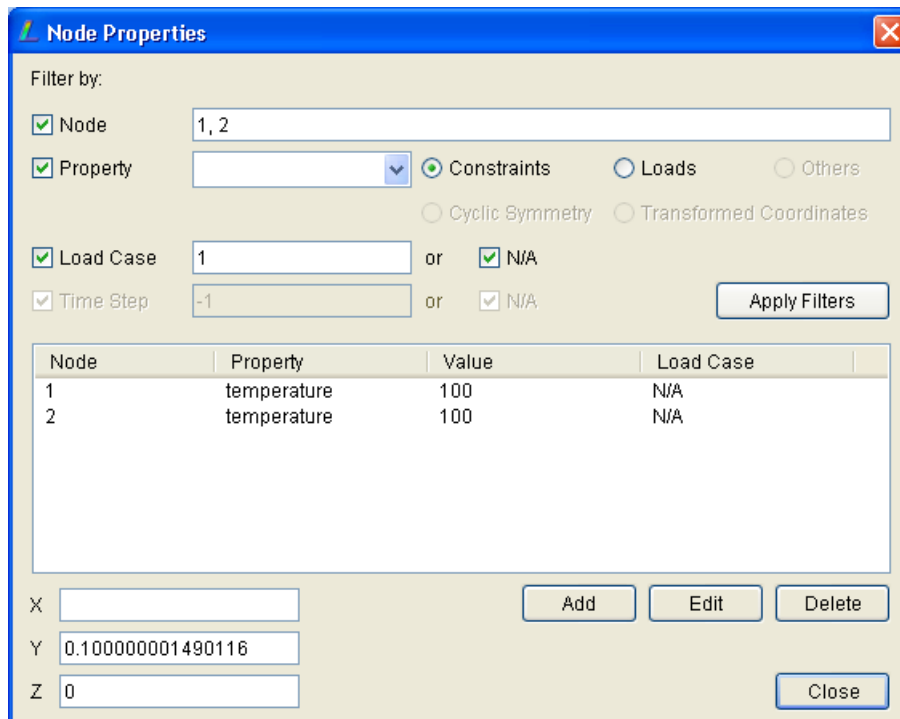 Node Properties
Filter by:
Node 1, 2
Property Constraints Loads Others
Cyclic Symmetry Transformed Coordinates
Load Case 1 or N/A
Time Step -1 or N/A Apply Filters
Node Property Value Load Case
1 temperature 100 N/A
2 temperature 100 N/A
X Add Edit Delete
Y 0.100000001490116
Z 0 Close